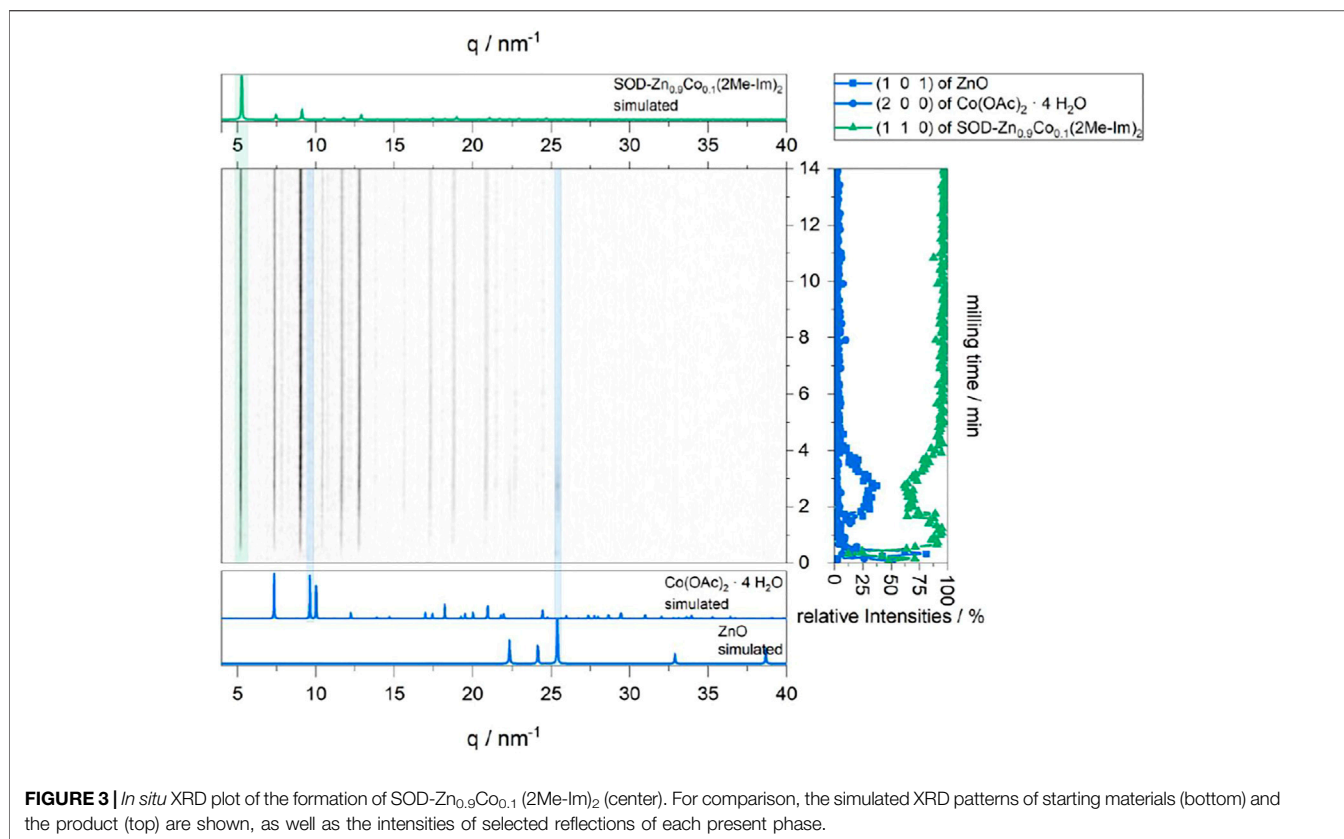 q / nm⁻¹
SOD-Zn₀.₉Co₀.₁(2Me-Im)₂
simulated
5 10 15 20 25 30 35 40
(1 0 1) of ZnO
(2 0 0) of Co(OAc)₂ · 4 H₂O
(1 1 0) of SOD-Zn₀.₉Co₀.₁(2Me-Im)₂
14
12
10
8
6
4
2
0
milling time / min
0 25 50 75 100
relative Intensities / %
Co(OAc)₂ · 4 H₂O
simulated
ZnO
simulated
5 10 15 20 25 30 35 40
q / nm⁻¹
FIGURE 3 | In situ XRD plot of the formation of SOD-Zn₀.₉Co₀.₁ (2Me-Im)₂ (center). For comparison, the simulated XRD patterns of starting materials (bottom) and
the product (top) are shown, as well as the intensities of selected reflections of each present phase.